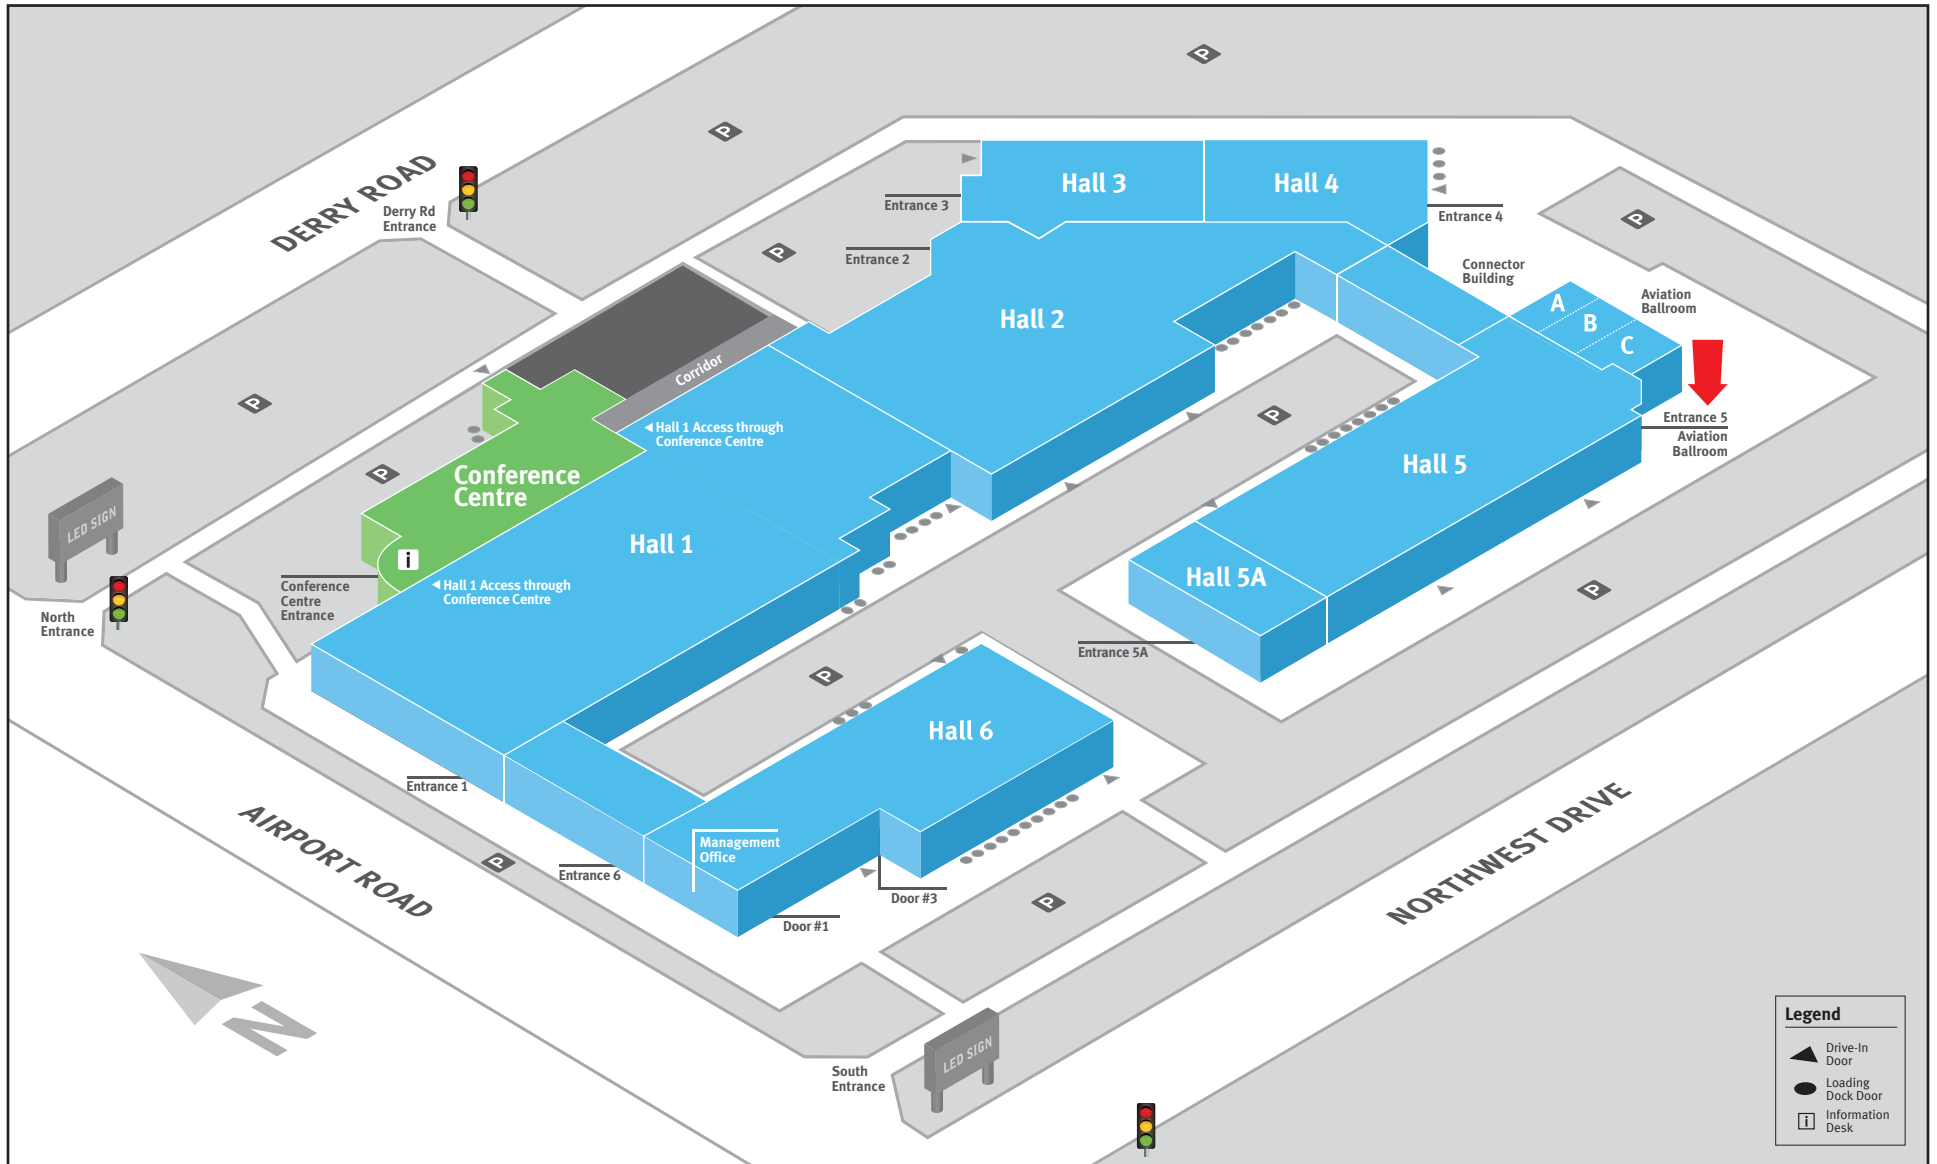 DERRY ROAD
Derry Rd
Entrance
P
P
P
P
P
P
P
P
P
P
P
P
Hall 3
Hall 4
Entrance 3
Entrance 2
Entrance 4
Hall 2
Connector
Building
A
B
C
Aviation
Ballroom
Entrance 5
Aviation
Ballroom
Corridor
Hall 1 Access through
Conference Centre
Conference
Centre
Hall 5
LED SIGN
i
Hall 1
Hall 1 Access through
Conference Centre
Conference
Centre
Entrance
North
Entrance
Hall 5A
Entrance 5A
Hall 6
Entrance 1
Management
Office
Entrance 6
Door #3
Door #1
AIRPORT ROAD
NORTHWEST DRIVE
N
LED SIGN
South
Entrance
Legend
Drive-In
Door
Loading
Dock Door
i
Information
Desk